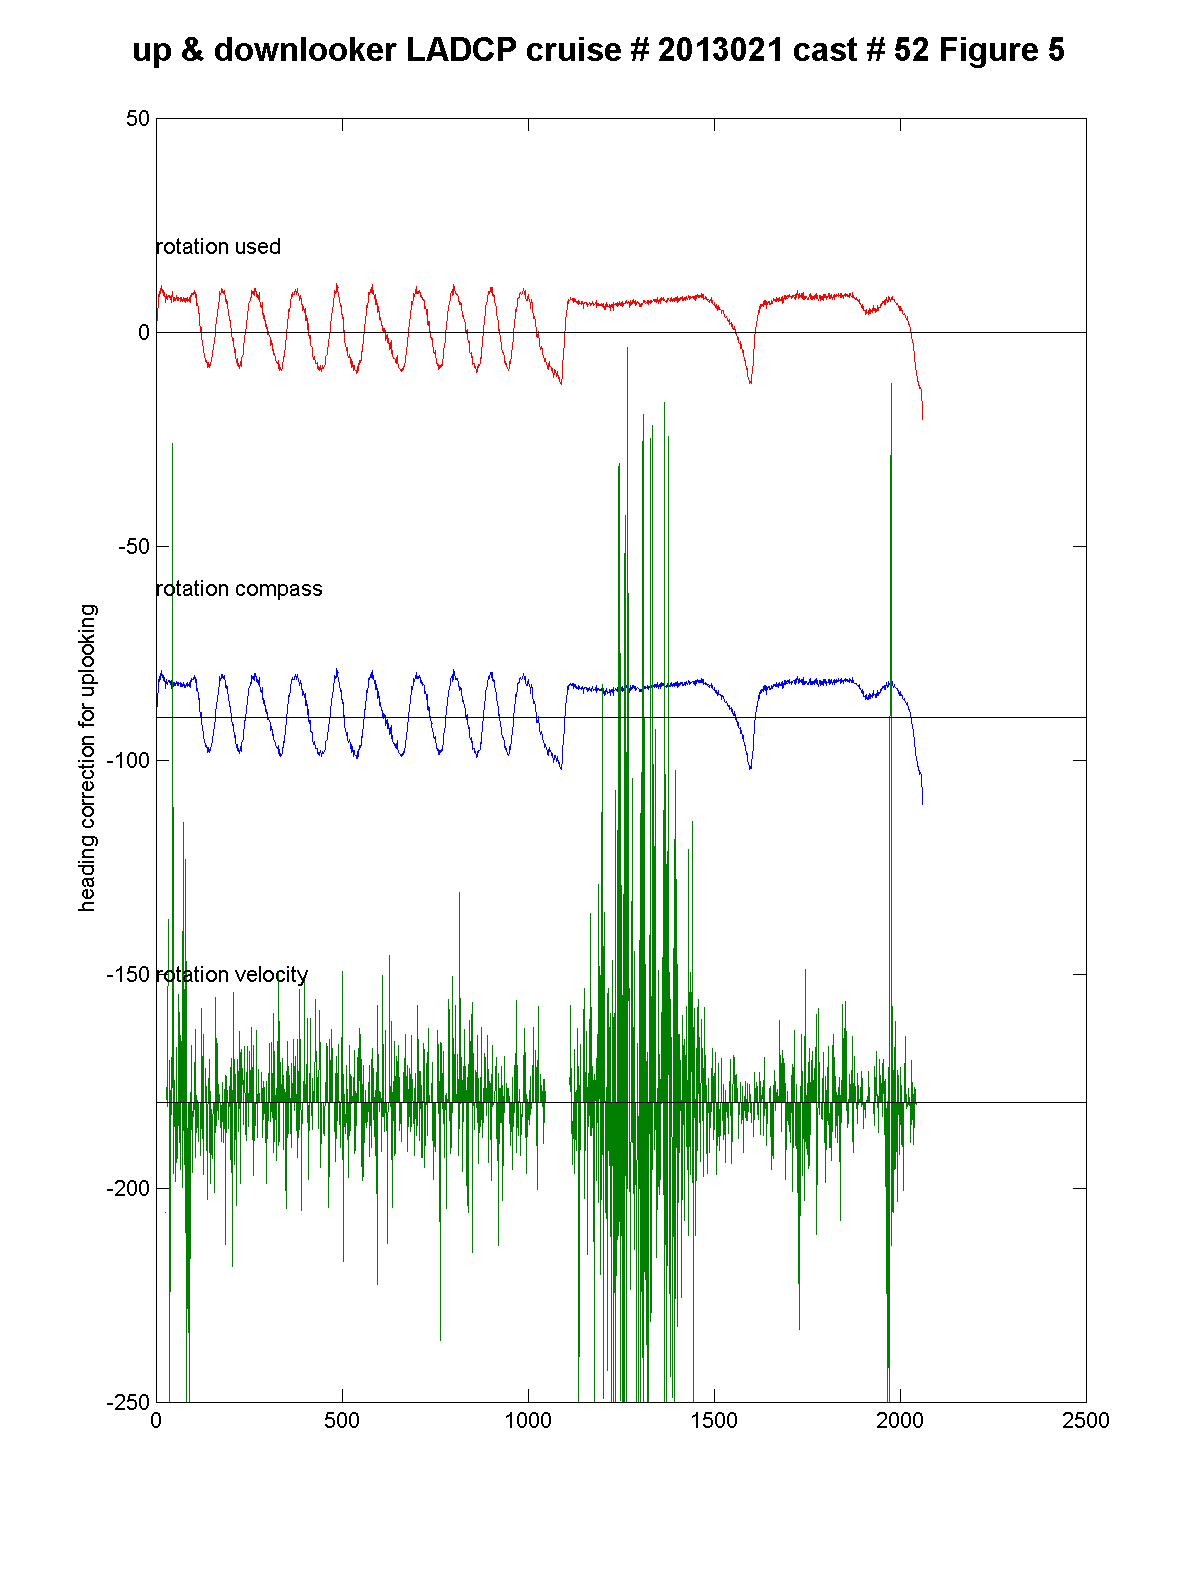 up & downlooker LADCP cruise # 2013021 cast # 52 Figure 5
50
rotation used
0
-50
rotation compass
heading correction for uplooking
-100
-150
rotation velocity
-200
-250
0 500 1000 1500 2000 2500